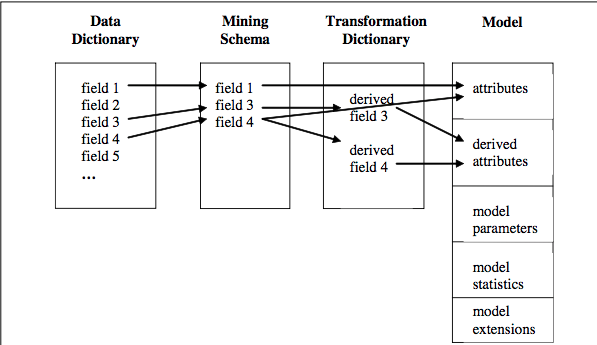 Data
Dictionary
Mining
Schema
Transformation
Dictionary
Model
field 1
field 2
field 3
field 4
field 5
...
field 1
field 3
field 4
derived
field 3
derived
field 4
attributes
derived
attributes
model
parameters
model
statistics
model
extensions